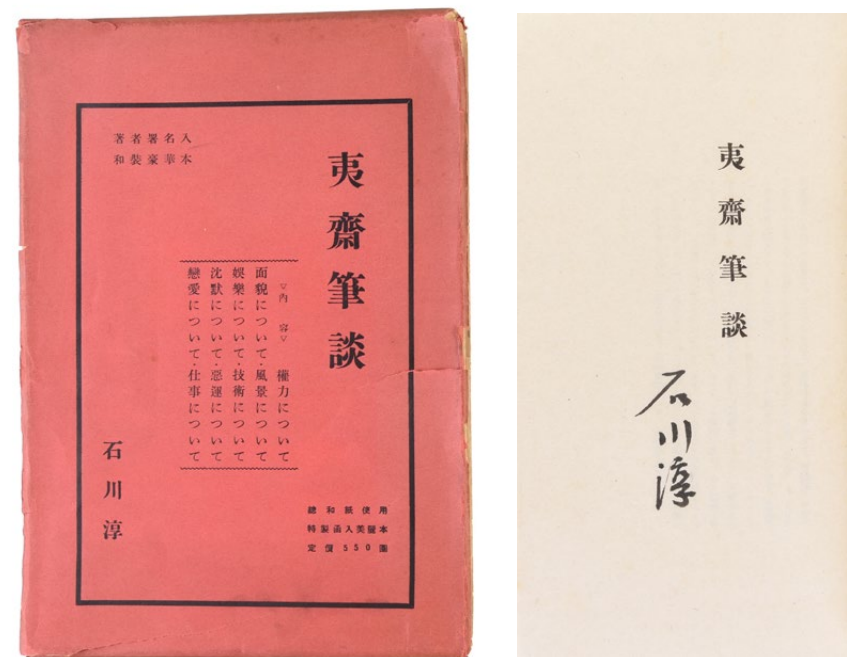 著者署名入
和装豪華本
夷齋筆談
▽内容▽
權力について
面貌について・風景について
娯樂について・技術について
沈默について・惡運について
戀愛について・仕事について
石川淳
總和紙使用
特製函入美麗本
定價550圓
夷齋筆談
石川淳